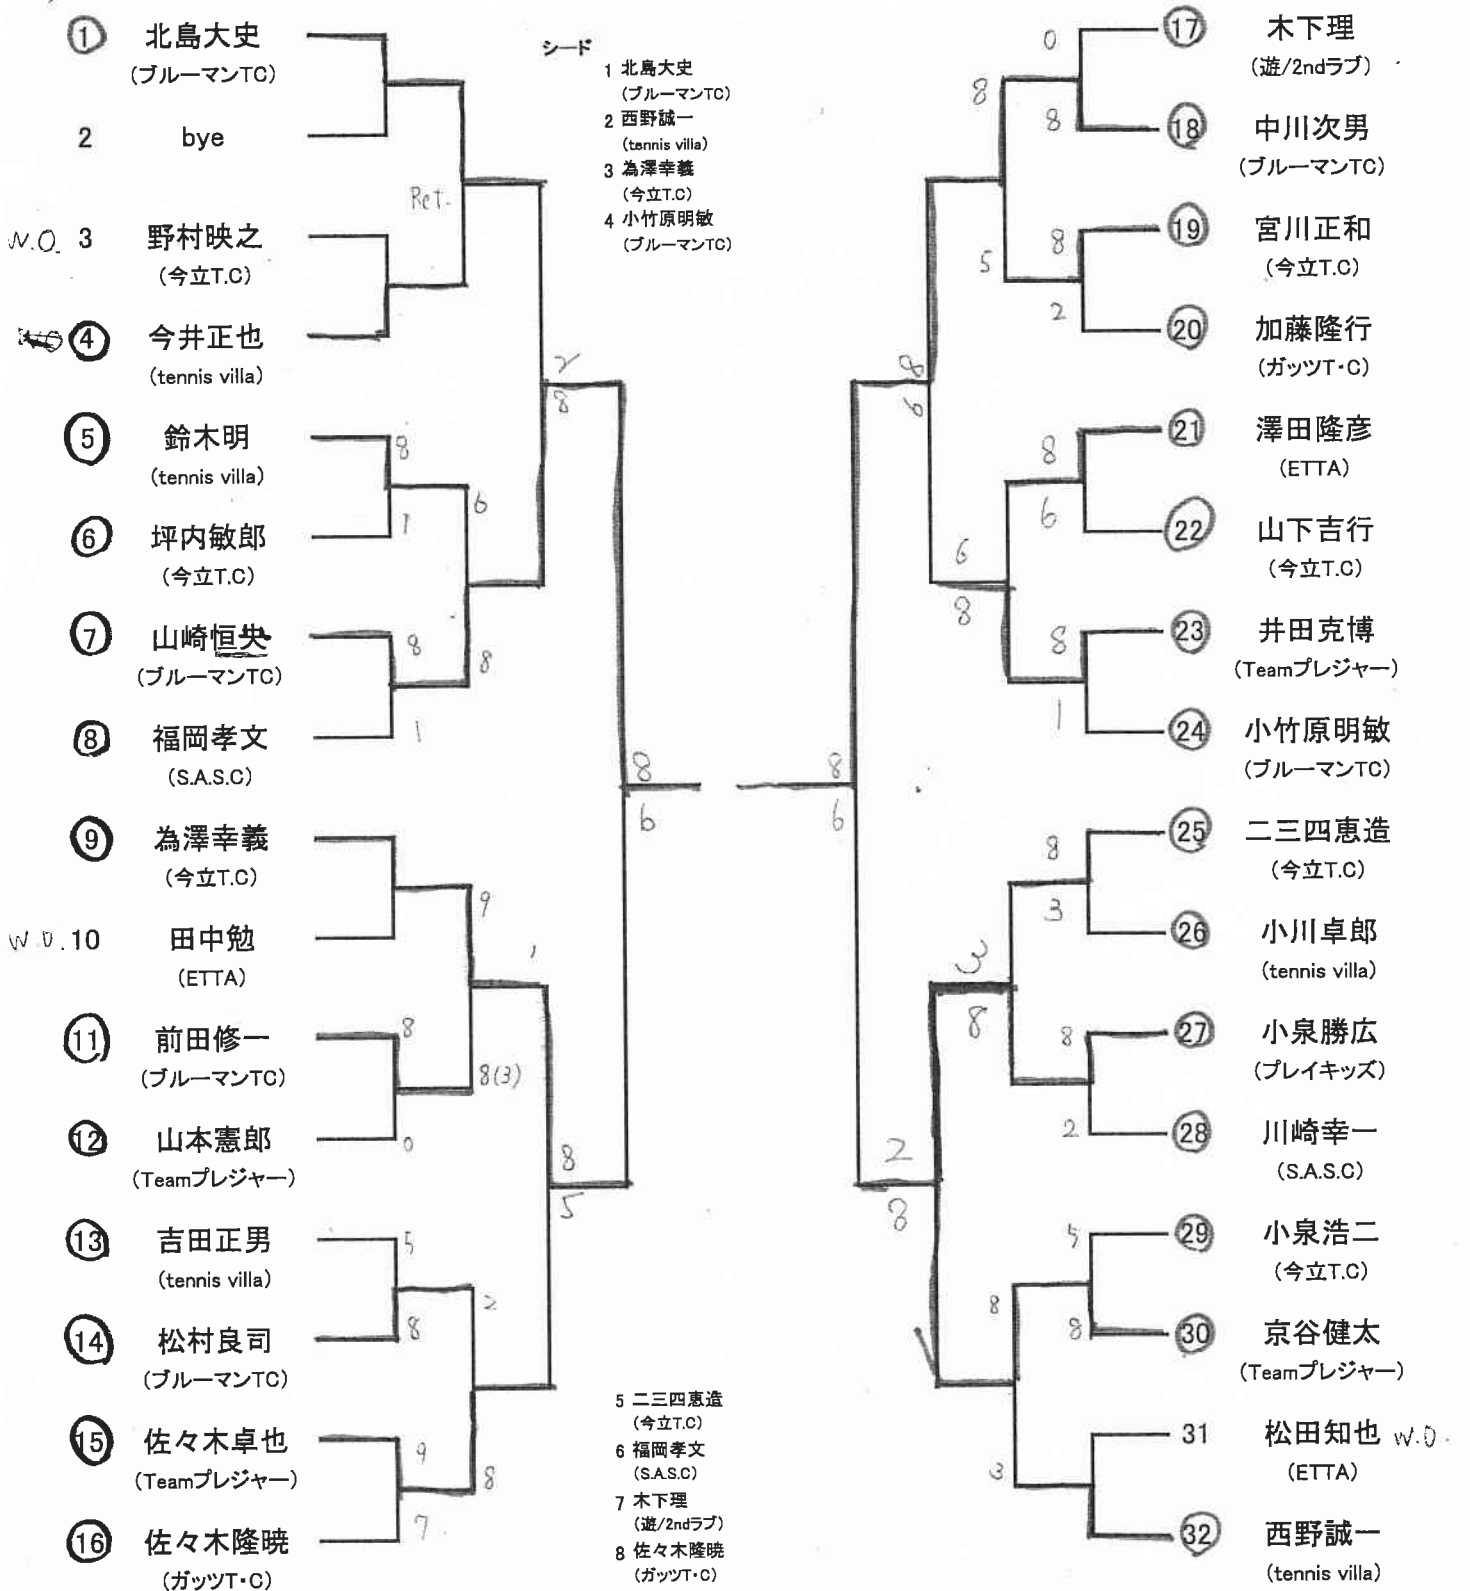 1 北島大史
(ブルーマンTC)
2 bye
W.O. 3 野村映之
(今立T.C)
4 今井正也
(tennis villa)
5 鈴木明
(tennis villa)
6 坪内敏郎
(今立T.C)
7 山崎恒央
(ブルーマンTC)
8 福岡孝文
(S.A.S.C)
9 為澤幸義
(今立T.C)
W.O. 10 田中勉
(ETTA)
11 前田修一
(ブルーマンTC)
12 山本憲郎
(Teamプレジャー)
13 吉田正男
(tennis villa)
14 松村良司
(ブルーマンTC)
15 佐々木卓也
(Teamプレジャー)
16 佐々木隆暁
(ガッツT・C)
Ret.
8
1
8
1
6
8
2
8
8
0
9
8(3)
5
8
9
7
2
8
1
8
5
8
6
シード
1 北島大史
(ブルーマンTC)
2 西野誠一
(tennis villa)
3 為澤幸義
(今立T.C)
4 小竹原明敏
(ブルーマンTC)
5 二三四恵造
(今立T.C)
6 福岡孝文
(S.A.S.C)
7 木下理
(遊/2ndラブ)
8 佐々木隆暁
(ガッツT・C)
8
6
8
6
2
8
8
5
6
8
3
8
8
3
0
8
8
2
8
6
8
1
8
3
8
2
5
8
17 木下理
(遊/2ndラブ)
18 中川次男
(ブルーマンTC)
19 宮川正和
(今立T.C)
20 加藤隆行
(ガッツT・C)
21 澤田隆彦
(ETTA)
22 山下吉行
(今立T.C)
23 井田克博
(Teamプレジャー)
24 小竹原明敏
(ブルーマンTC)
25 二三四恵造
(今立T.C)
26 小川卓郎
(tennis villa)
27 小泉勝広
(プレイキッズ)
28 川崎幸一
(S.A.S.C)
29 小泉浩二
(今立T.C)
30 京谷健太
(Teamプレジャー)
31 松田知也 W.O.
(ETTA)
32 西野誠一
(tennis villa)